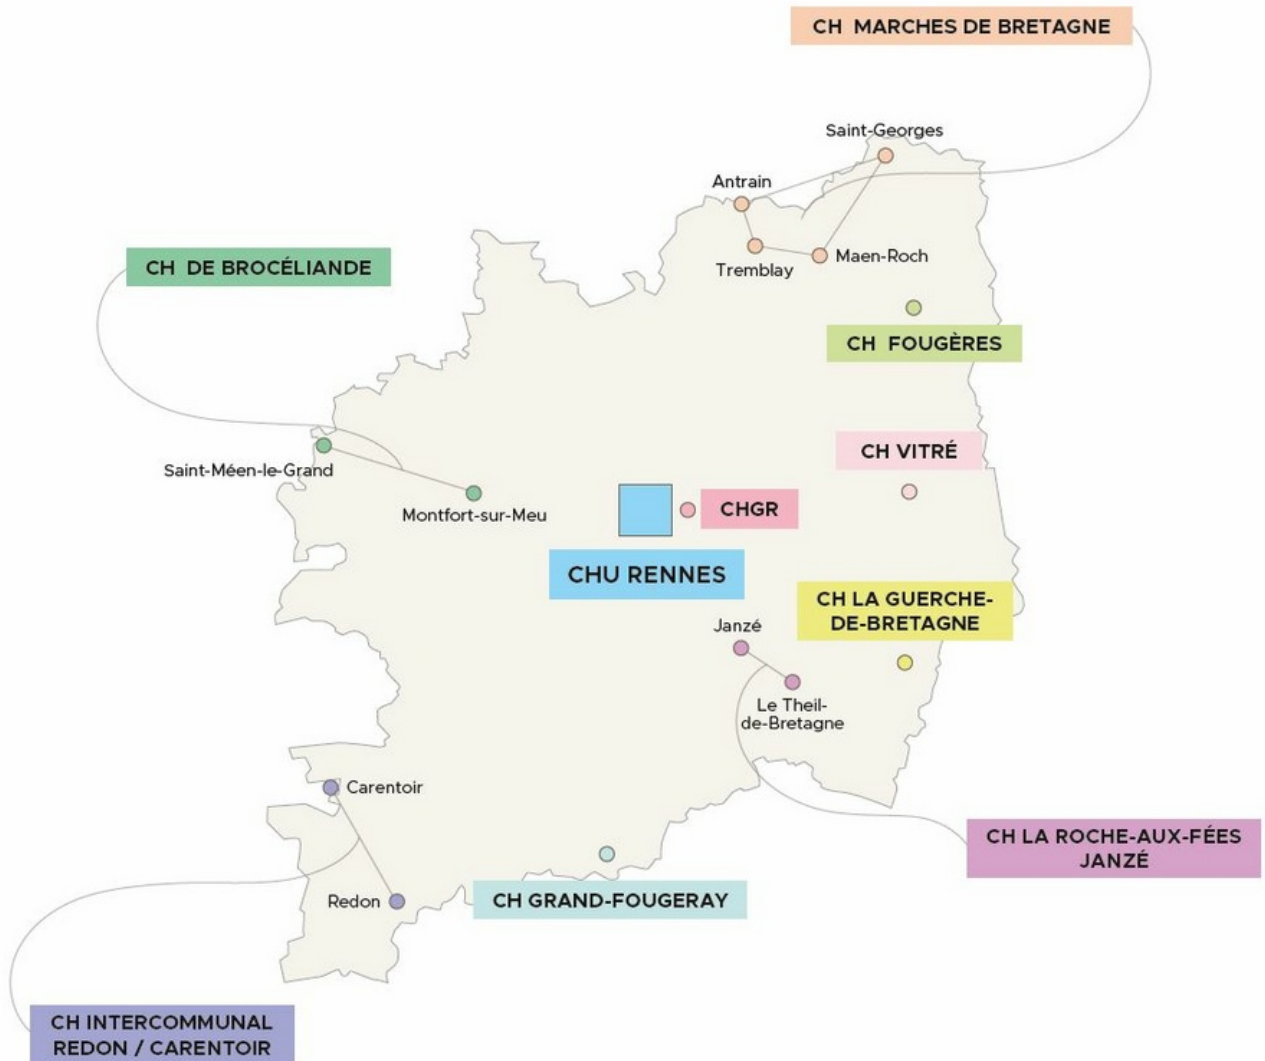 CH MARCHES DE BRETAGNE
Saint-Georges
Antrain
Tremblay
Maen-Roch
CH DE BROCÉLIANDE
CH FOUGÈRES
CH VITRÉ
Saint-Méen-le-Grand
Montfort-sur-Meu
CHGR
CHU RENNES
CH LA GUERCHE-
DE-BRETAGNE
Janzé
Le Theil-
de-Bretagne
Carentoir
CH LA ROCHE-AUX-FÉES
JANZÉ
Redon
CH GRAND-FOUGERAY
CH INTERCOMMUNAL
REDON / CARENTOIR